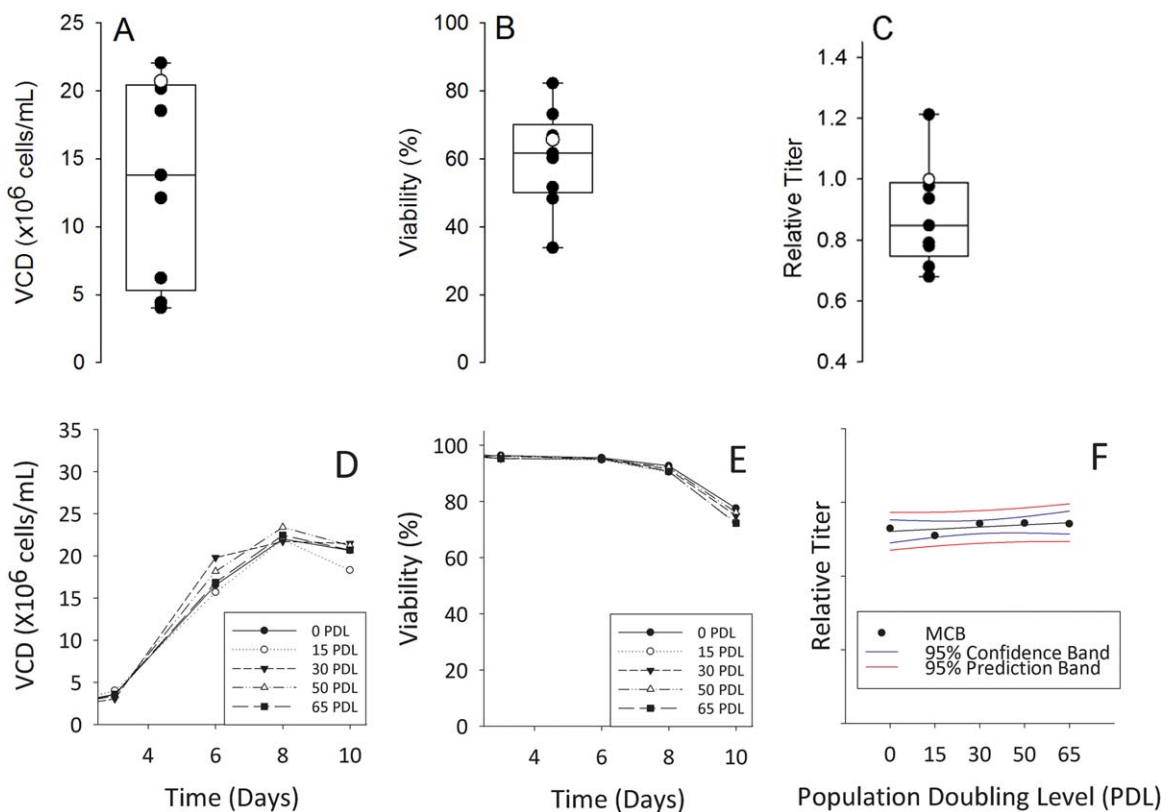 A
VCD (x10^6 cells/mL)
25
20
15
10
5
0
B
Viability (%)
100
80
60
40
20
0
C
Relative Titer
1.4
1.2
1.0
0.8
0.6
0.4
D
VCD (X10^6 cells/mL)
35
30
25
20
15
10
5
0
0 PDL
15 PDL
30 PDL
50 PDL
65 PDL
4 6 8 10
Time (Days)
E
Viability (%)
100
80
60
40
20
0
0 PDL
15 PDL
30 PDL
50 PDL
65 PDL
4 6 8 10
Time (Days)
F
Relative Titer
MCB
95% Confidence Band
95% Prediction Band
0 15 30 50 65
Population Doubling Level (PDL)